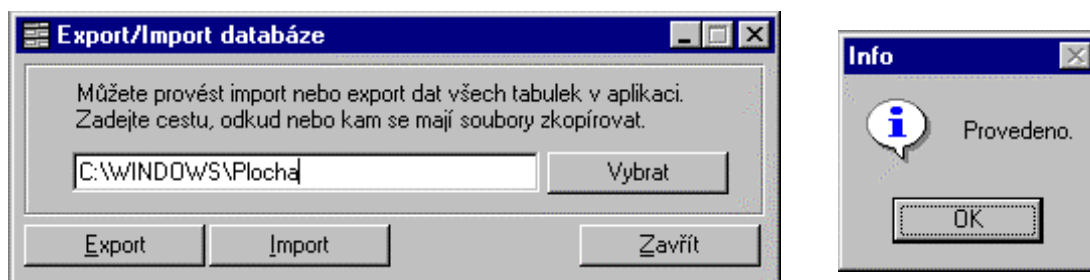 Export/Import databáze
Můžete provést import nebo export dat všech tabulek v aplikaci.
Zadejte cestu, odkud nebo kam se mají soubory zkopírovat.
C:\WINDOWS\Plocha
Vybrat
Export
Import
Zavřít
Info
Provedeno.
OK